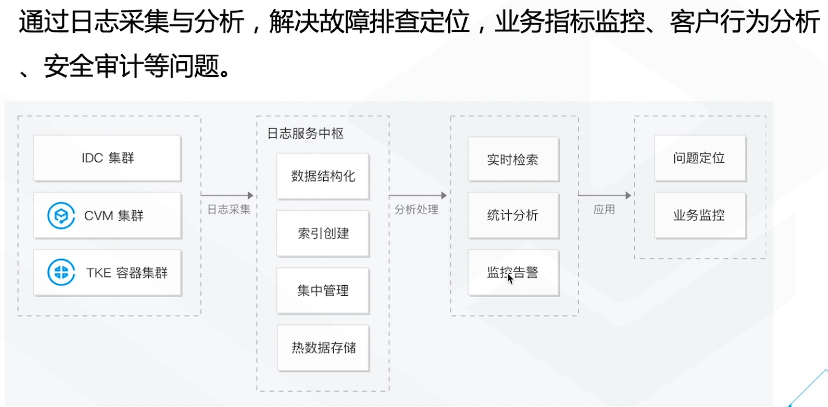 通过日志采集与分析，解决故障排查定位，业务指标监控、客户行为分析
、安全审计等问题。
IDC 集群
CVM 集群
TKE 容器集群
日志采集
日志服务中枢
数据结构化
索引创建
集中管理
热数据存储
分析处理
实时检索
统计分析
监控告警
应用
问题定位
业务监控